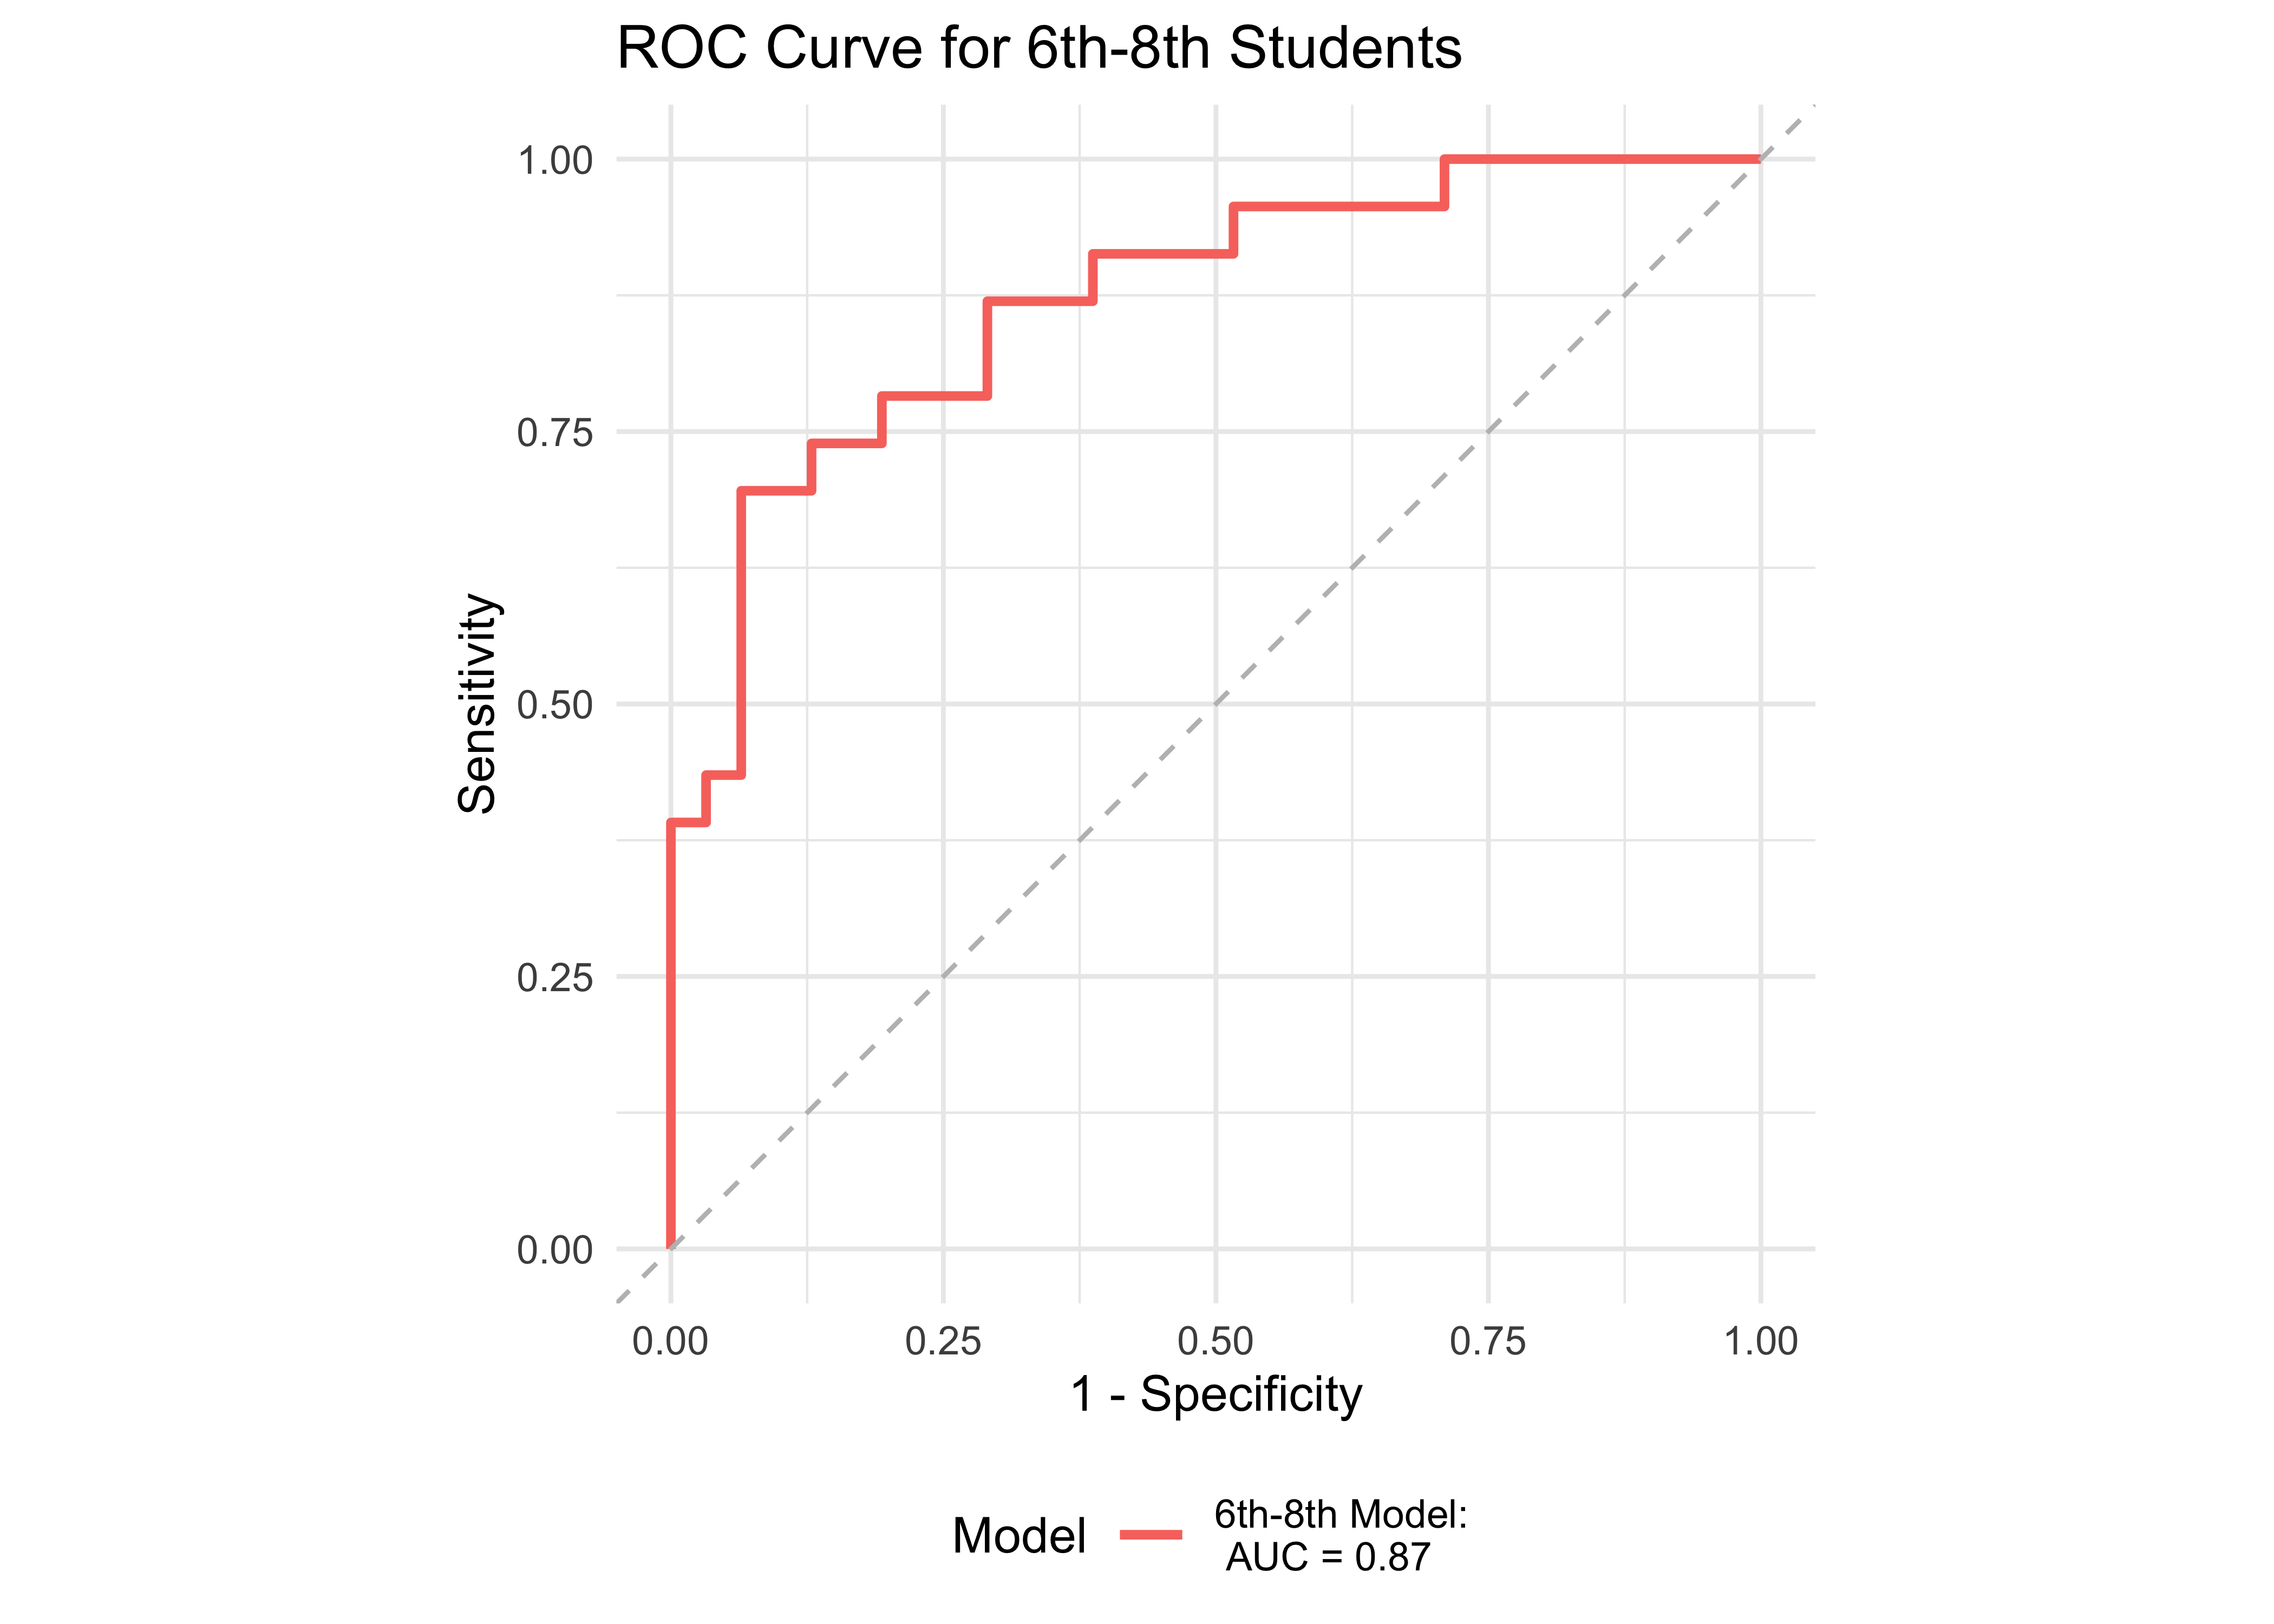 ROC Curve for 6th-8th Students
1.00
0.75
0.50
0.25
0.00
Sensitivity
0.00 0.25 0.50 0.75 1.00
1 - Specificity
Model
6th-8th Model:
AUC = 0.87